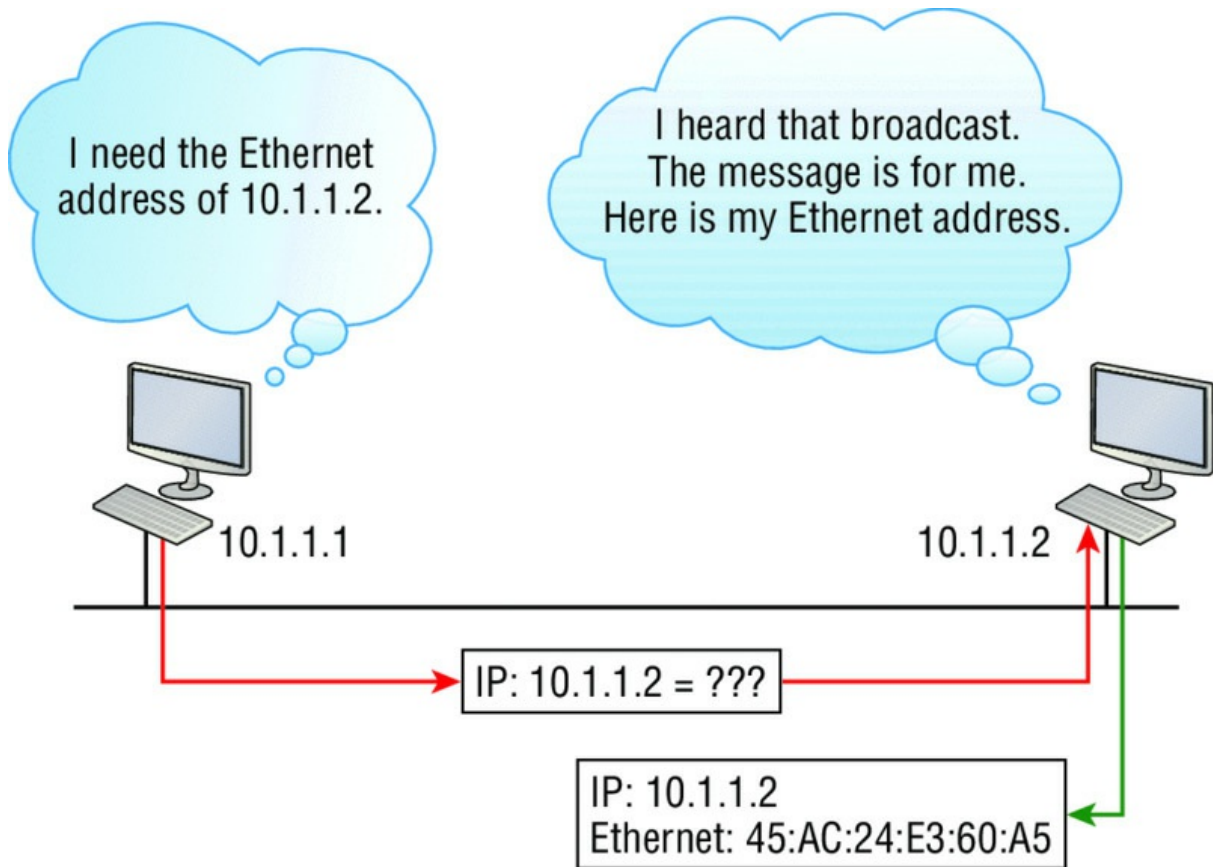 I need the Ethernet
address of 10.1.1.2.
I heard that broadcast.
The message is for me.
Here is my Ethernet address.
10.1.1.1
10.1.1.2
IP: 10.1.1.2 = ???
IP: 10.1.1.2
Ethernet: 45:AC:24:E3:60:A5